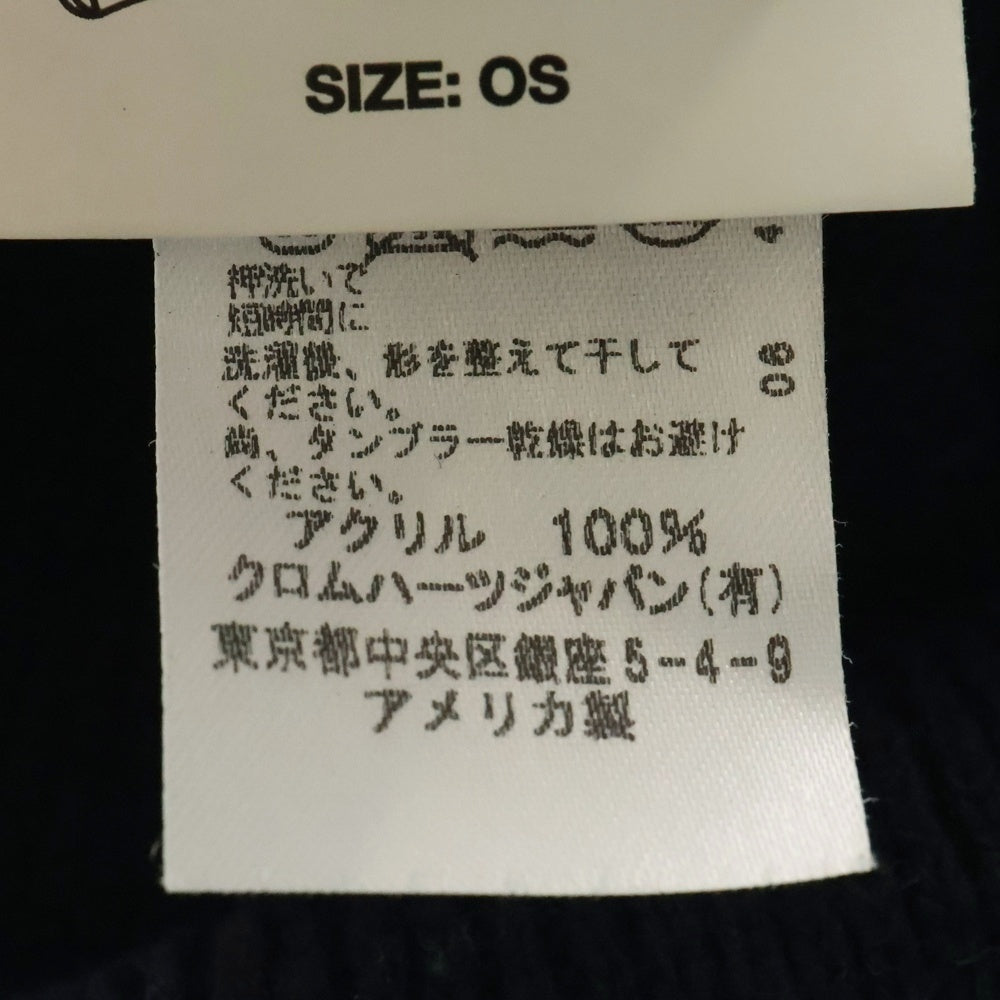 SIZE: OS
押洗いで
短時間に
洗濯後、形を整えて干して
ください。
尚、タンブラー乾燥はお避け
ください。
08
アクリル 100%
クロムハーツジャパン(有)
東京都中央区銀座5-4-9
アメリカ製